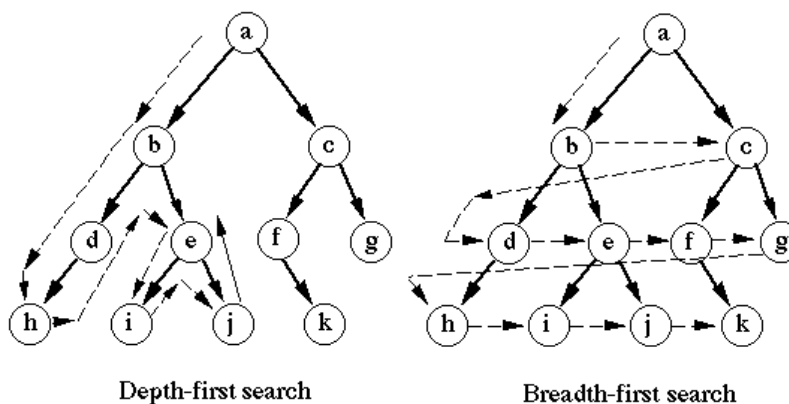 a a
b c b c
d e f g d e f g
h i j k h i j k
Depth-first search Breadth-first search